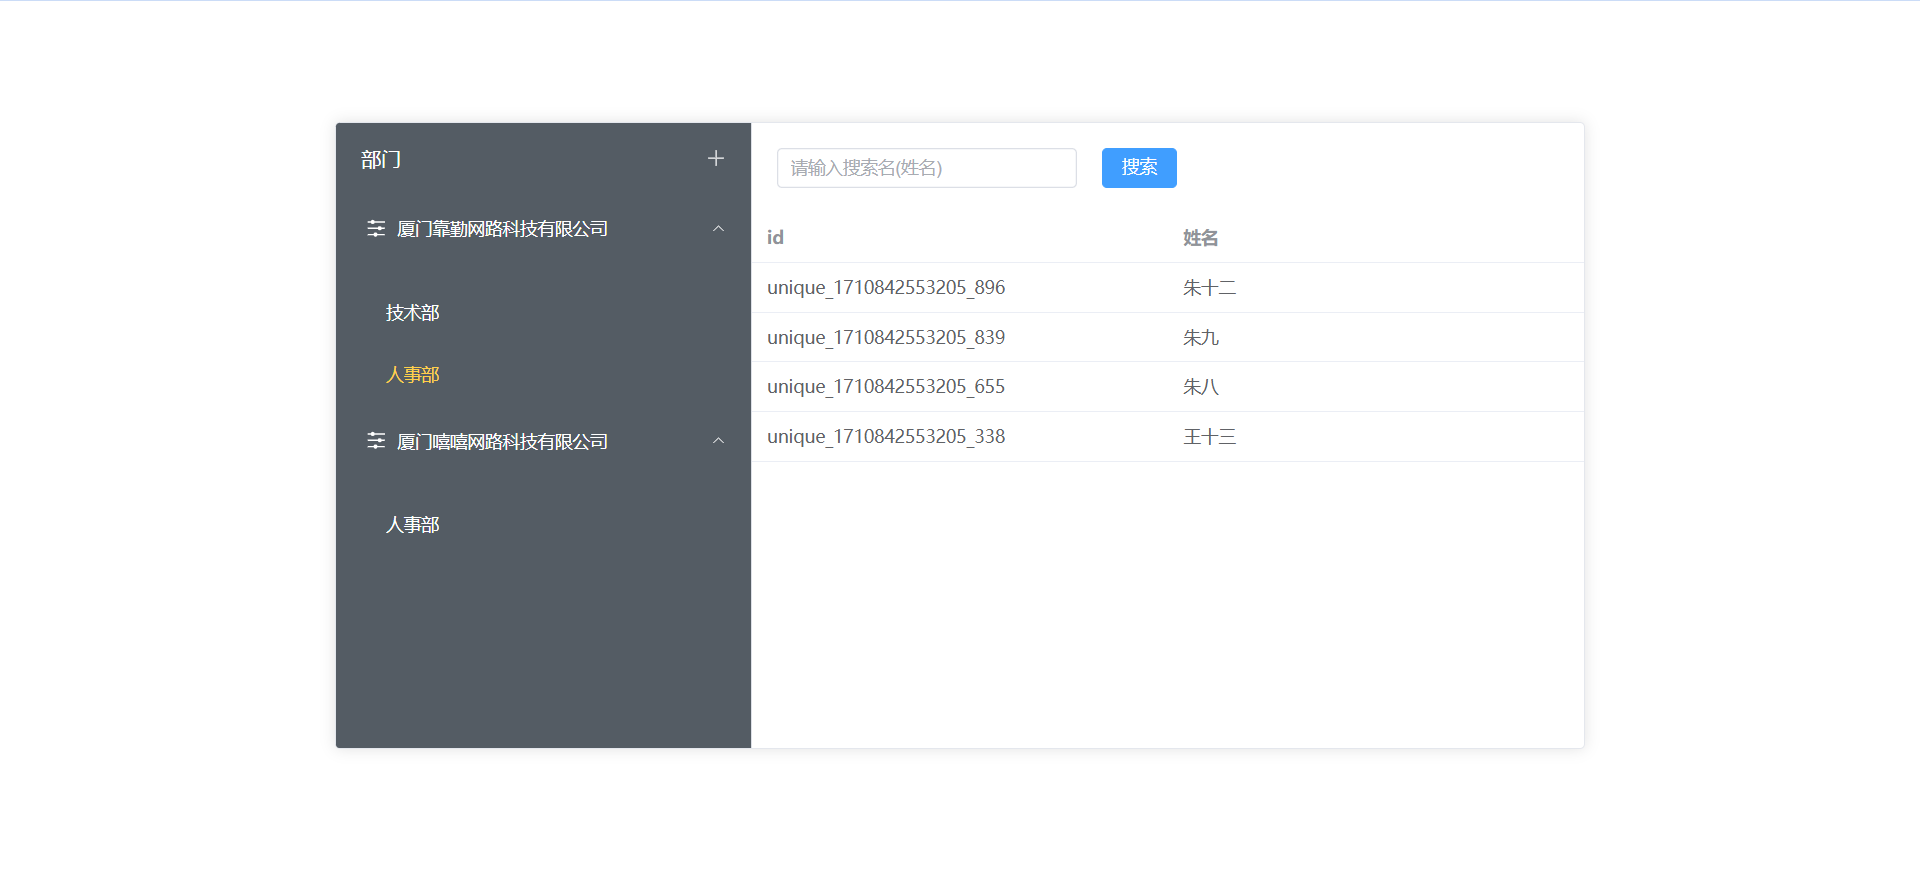 部门
厦门靠勤网路科技有限公司
技术部
人事部
厦门嘻嘻网路科技有限公司
人事部
请输入搜索名(姓名)
搜索
id 姓名
unique_1710842553205_896 朱十二
unique_1710842553205_839 朱九
unique_1710842553205_655 朱八
unique_1710842553205_338 王十三